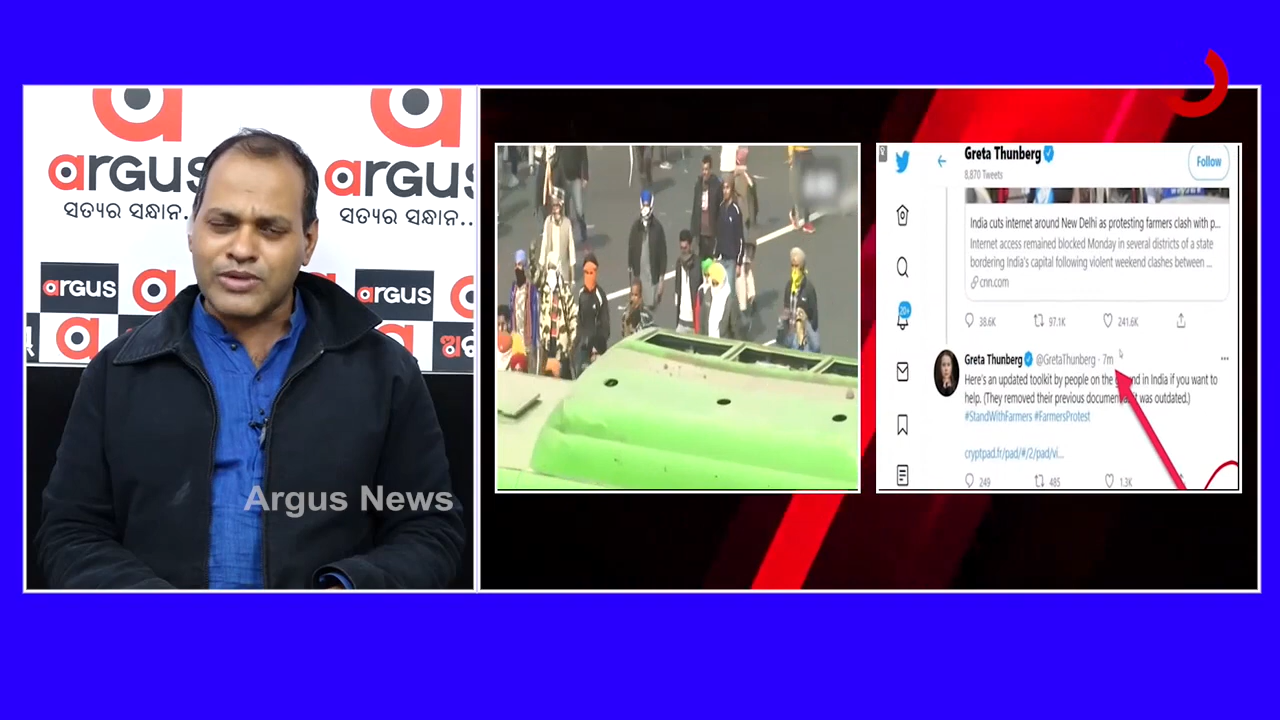 argus
ସତ୍ୟର ସନ୍ଧାନ..
argus
ସତ୍ୟର ସନ୍ଧାନ...
argus
argus
Argus News
Greta Thunberg
8,870 Tweets
Follow
India cuts internet around New Delhi as protesting farmers clash with p...
Internet access remained blocked Monday in several districts of a state
bordering India's capital following violent weekend clashes between ...
cnn.com
38.6K 97.1K 241.6K
20+
Greta Thunberg @GretaThunberg · 7m
Here's an updated toolkit by people on the in India if you want to
help. (They removed their previous it was outdated.)
#StandWithFarmers #FarmersProtest
cryptpad.fr/pad/#/2/pad/vi...
249 485 1.3K